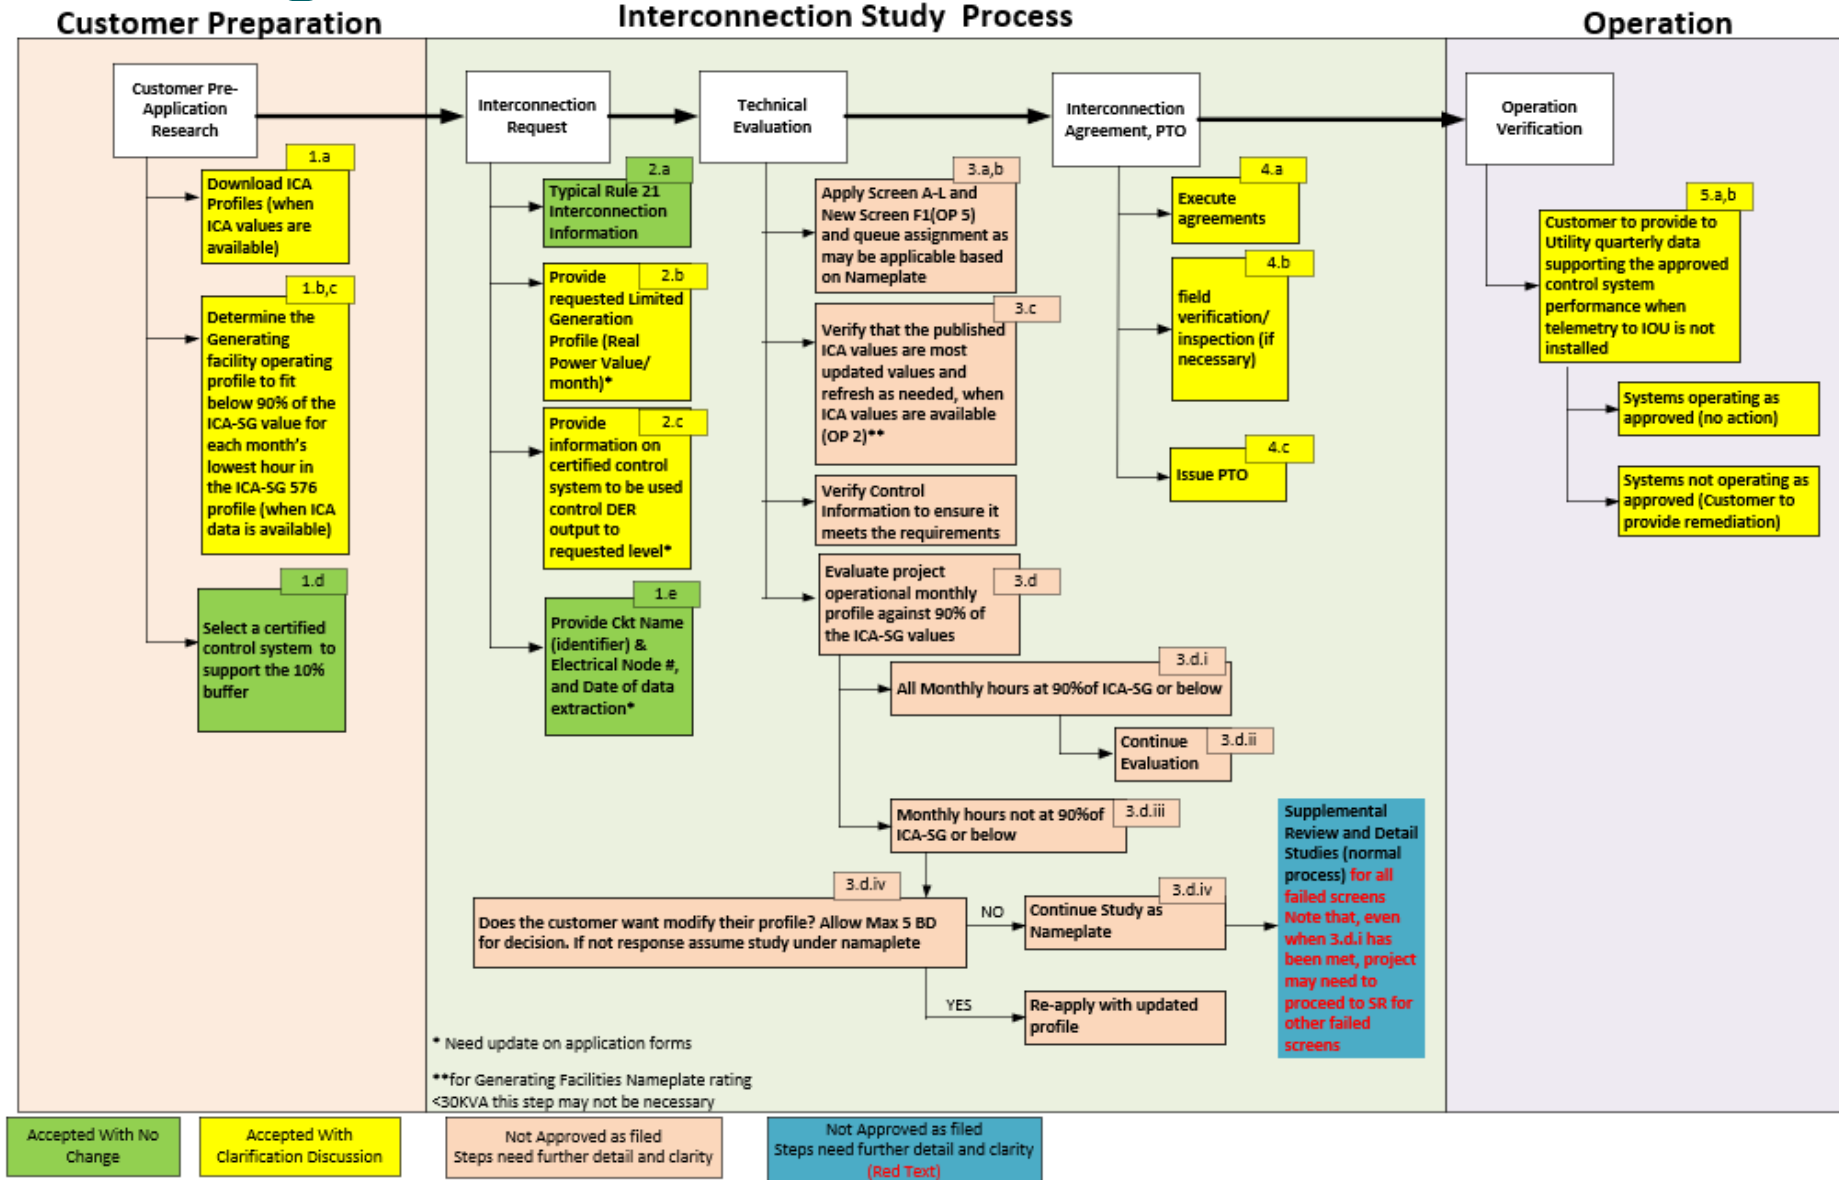 Customer Preparation
Interconnection Study  Process
Operation
Customer Pre-
Application
Research
Interconnection
Request
Technical
Evaluation
Interconnection
Agreement, PTO
Operation
Verification
1.a
Download ICA
Profiles (when
ICA values are
available)
1.b,c
Determine the
Generating
facility operating
profile to fit
below 90% of the
ICA-SG value for
each month's
lowest hour in
the ICA-SG 576
profile (when ICA
data is available)
1.d
Select a certified
control system  to
support the 10%
buffer
2.a
Typical Rule 21
Interconnection
Information
2.b
Provide
requested Limited
Generation
Profile (Real
Power Value/
month)*
2.c
Provide
information on
certified control
system to be used
control DER
output to
requested level*
1.e
Provide Ckt Name
(identifier) &
Electrical Node #,
and Date of data
extraction*
3.a,b
Apply Screen A-L and
New Screen F1(OP 5)
and queue assignment as
may be applicable based
on Nameplate
3.c
Verify that the published
ICA values are most
updated values and
refresh as needed, when
ICA values are available
(OP 2)**
Verify Control
Information to ensure it
meets the requirements
3.d
Evaluate project
operational monthly
profile against 90% of
the ICA-SG values
3.d.i
All Monthly hours at 90%of ICA-SG or below
3.d.ii
Continue
Evaluation
3.d.iii
Monthly hours not at 90%of
ICA-SG or below
3.d.iv
Does the customer want modify their profile? Allow Max 5 BD
for decision. If not response assume study under namaplete
NO
3.d.iv
Continue Study as
Nameplate
YES
Re-apply with updated
profile
Supplemental
Review and Detail
Studies (normal
process) for all
failed screens
Note that, even
when 3.d.i has
been met, project
may need to
proceed to SR for
other failed
screens
4.a
Execute
agreements
4.b
field
verification/
inspection (if
necessary)
4.c
Issue PTO
5.a,b
Customer to provide to
Utility quarterly data
supporting the approved
control system
performance when
telemetry to IOU is not
installed
Systems operating as
approved (no action)
Systems not operating as
approved (Customer to
provide remediation)
* Need update on application forms
**for Generating Facilities Nameplate rating
<30KVA this step may not be necessary
Accepted With No
Change
Accepted With
Clarification Discussion
Not Approved as filed
Steps need further detail and clarity
Not Approved as filed
Steps need further detail and clarity
(Red Text)